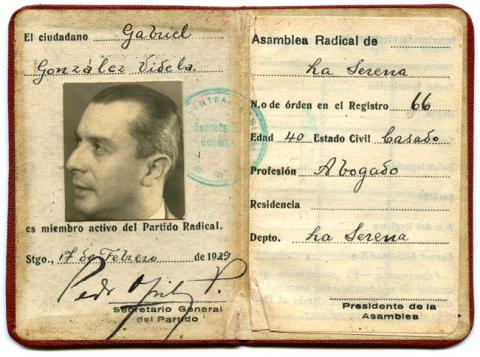 El ciudadano Gabriel
González Videla
es miembro activo del Partido Radical.
Stgo., 17 de Febrero de 1939
Secretario General
del Partido
Asamblea Radical de
La Serena
N.o de órden en el Registro 66
Edad 40 Estado Civil Casado
Profesión Abogado
Residencia
Depto. La Serena
Presidente de la
Asamblea